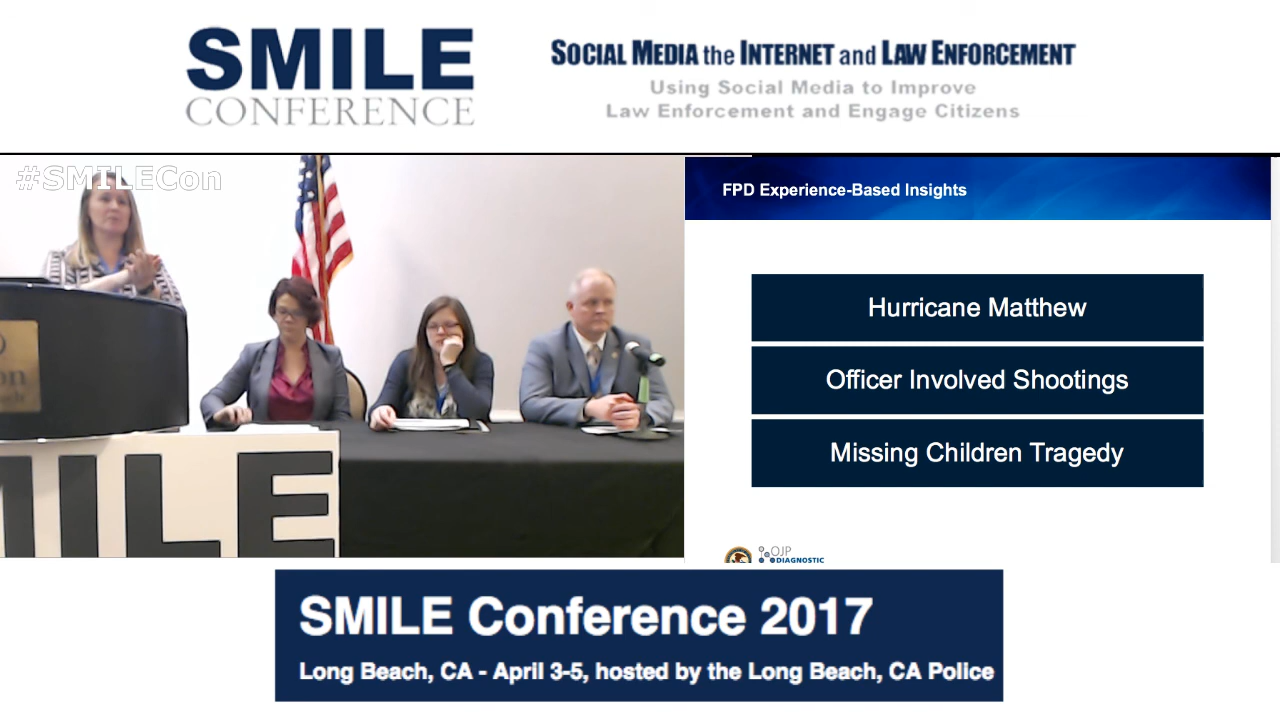 SMILE
CONFERENCE
SOCIAL MEDIA the INTERNET and LAW ENFORCEMENT
Using Social Media to Improve
Law Enforcement and Engage Citizens
#SMILECon
FPD Experience-Based Insights
Hurricane Matthew
Officer Involved Shootings
Missing Children Tragedy
OJP
DIAGNOSTIC
ILE
SMILE Conference 2017
Long Beach, CA - April 3-5, hosted by the Long Beach, CA Police